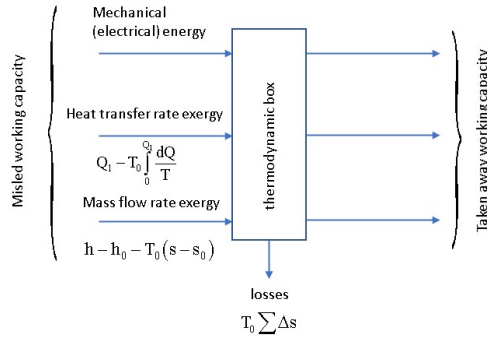 Mechanical
(electrical) energy
Heat transfer rate exergy
Q₁ − T₀ ∫₀^Q₁ dQ/T
Mass flow rate exergy
h − h₀ − T₀(s − s₀)
Misled working capacity
thermodynamic box
Taken away working capacity
losses
T₀ ∑ Δs